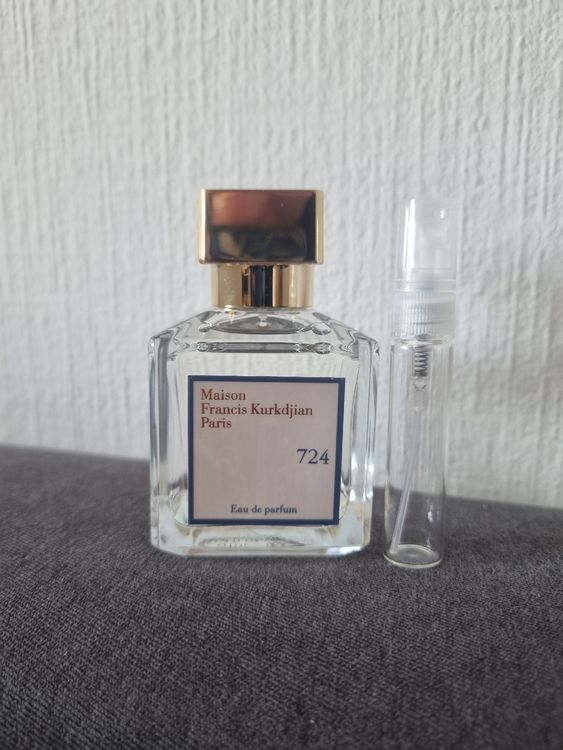 Maison
Francis Kurkdjian
Paris
724
Eau de parfum